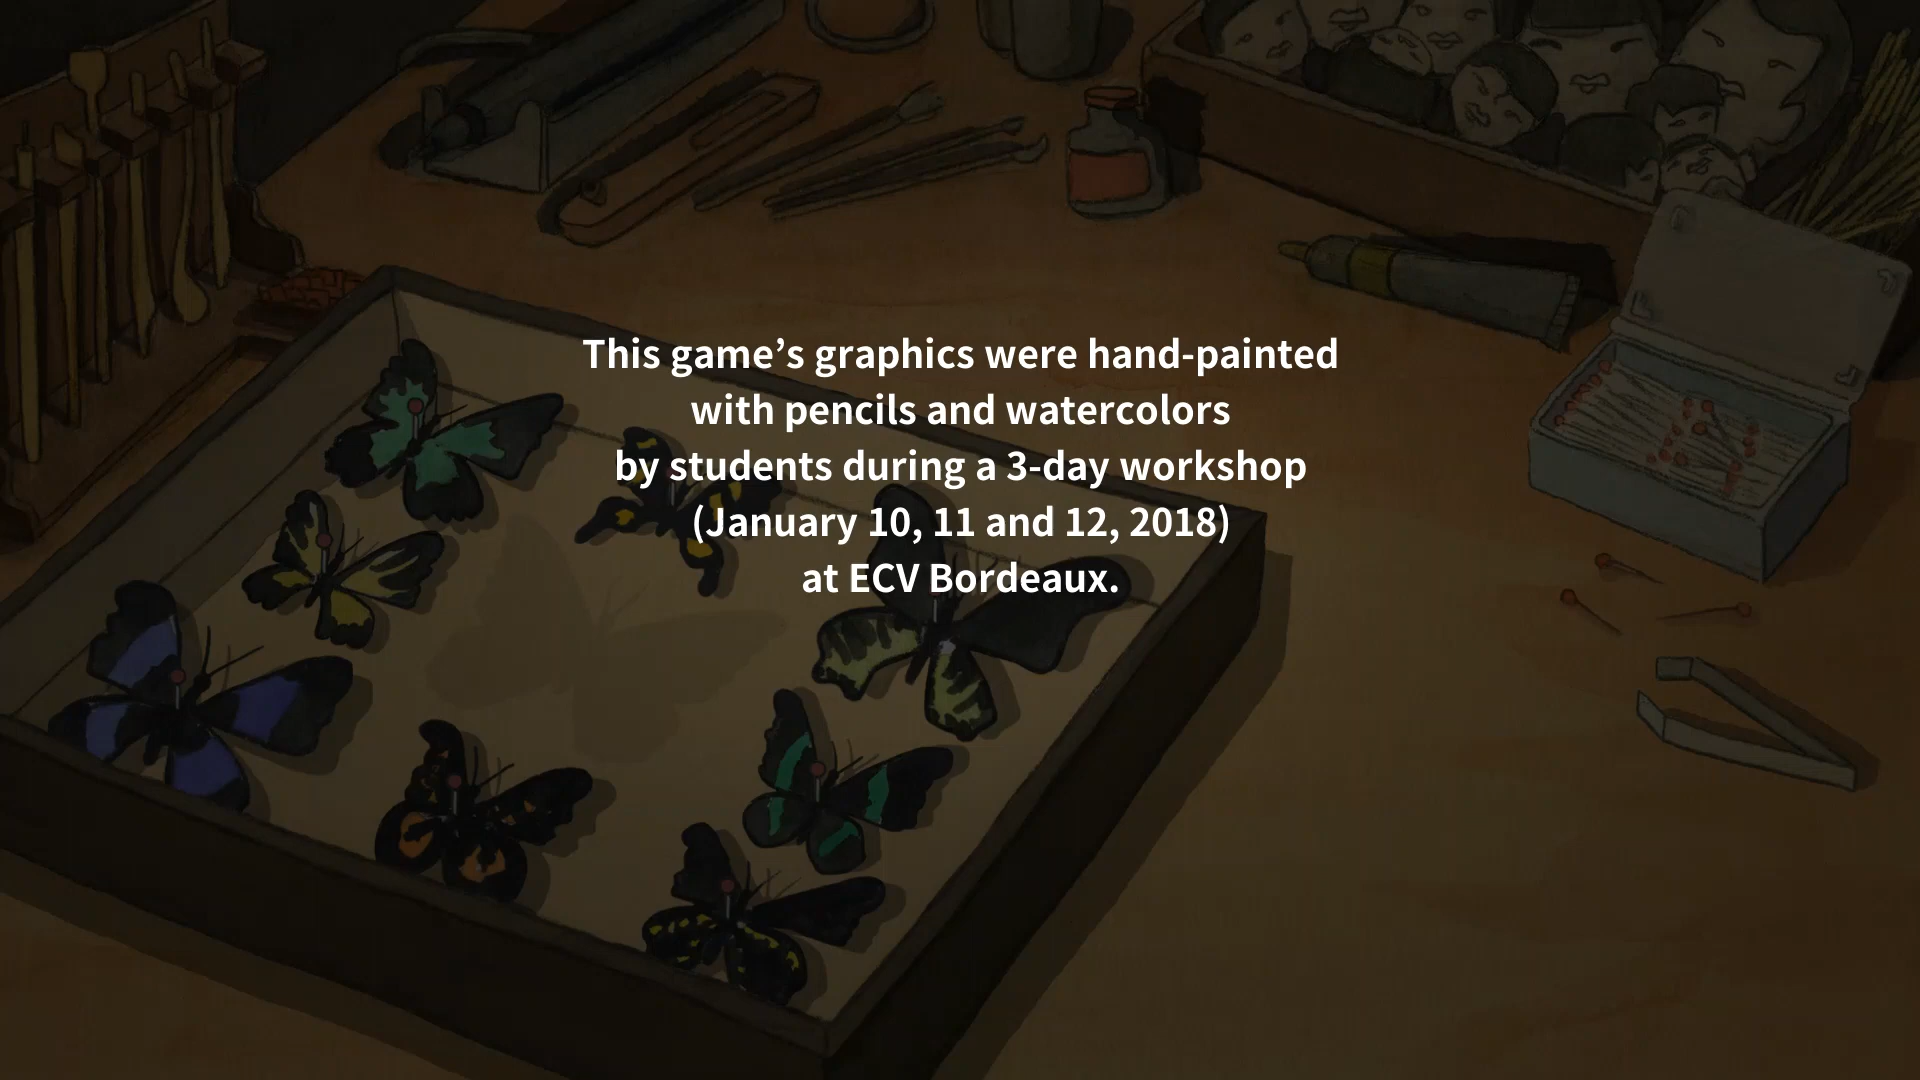 This game’s graphics were hand-painted
with pencils and watercolors
by students during a 3-day workshop
(January 10, 11 and 12, 2018)
at ECV Bordeaux.